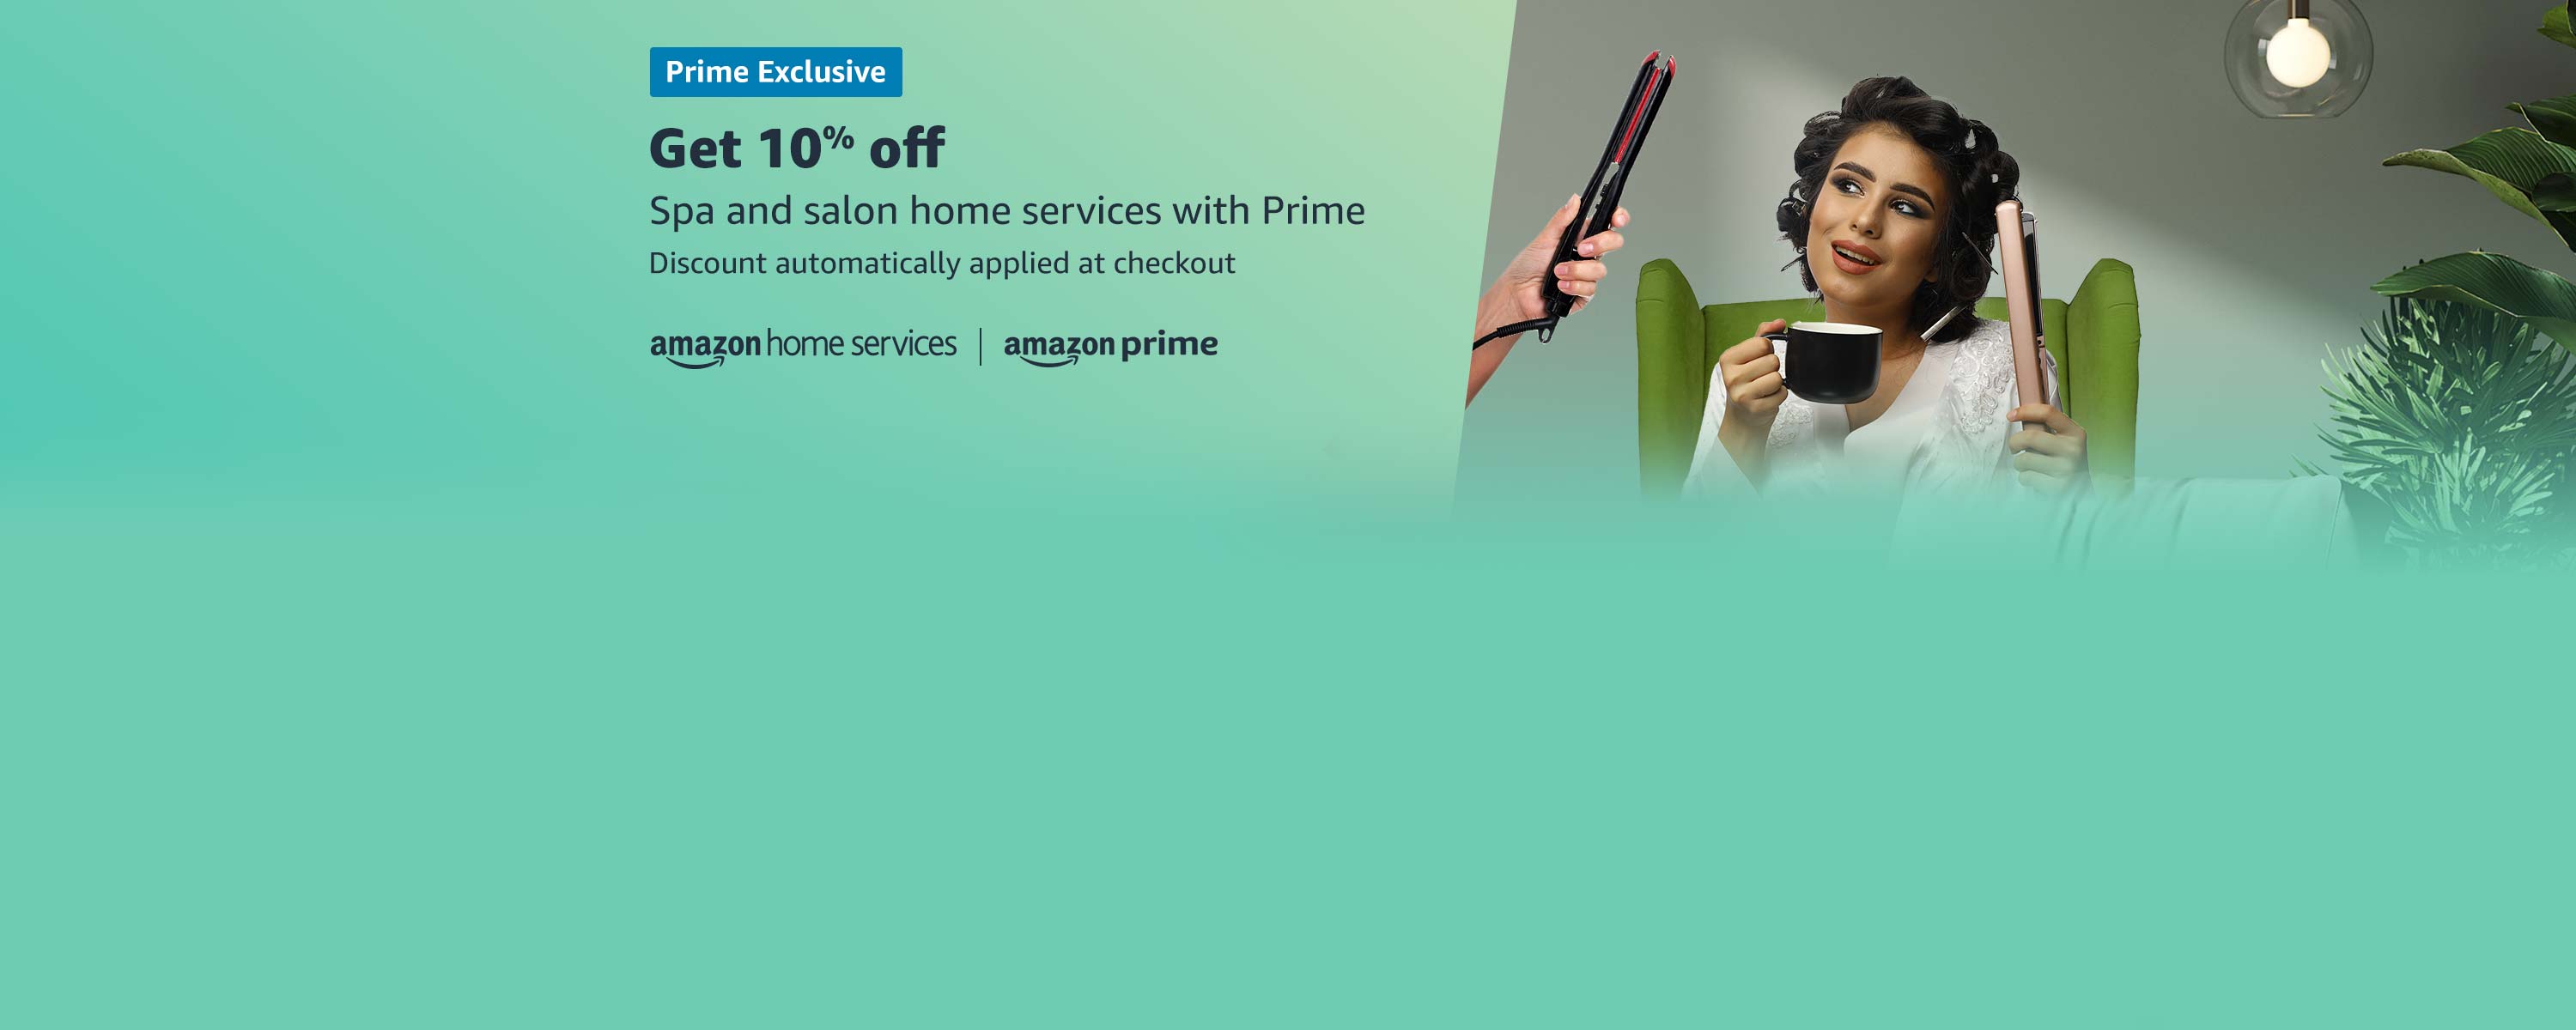 Prime Exclusive
Get 10% off
Spa and salon home services with Prime
Discount automatically applied at checkout
amazon home services | amazon prime